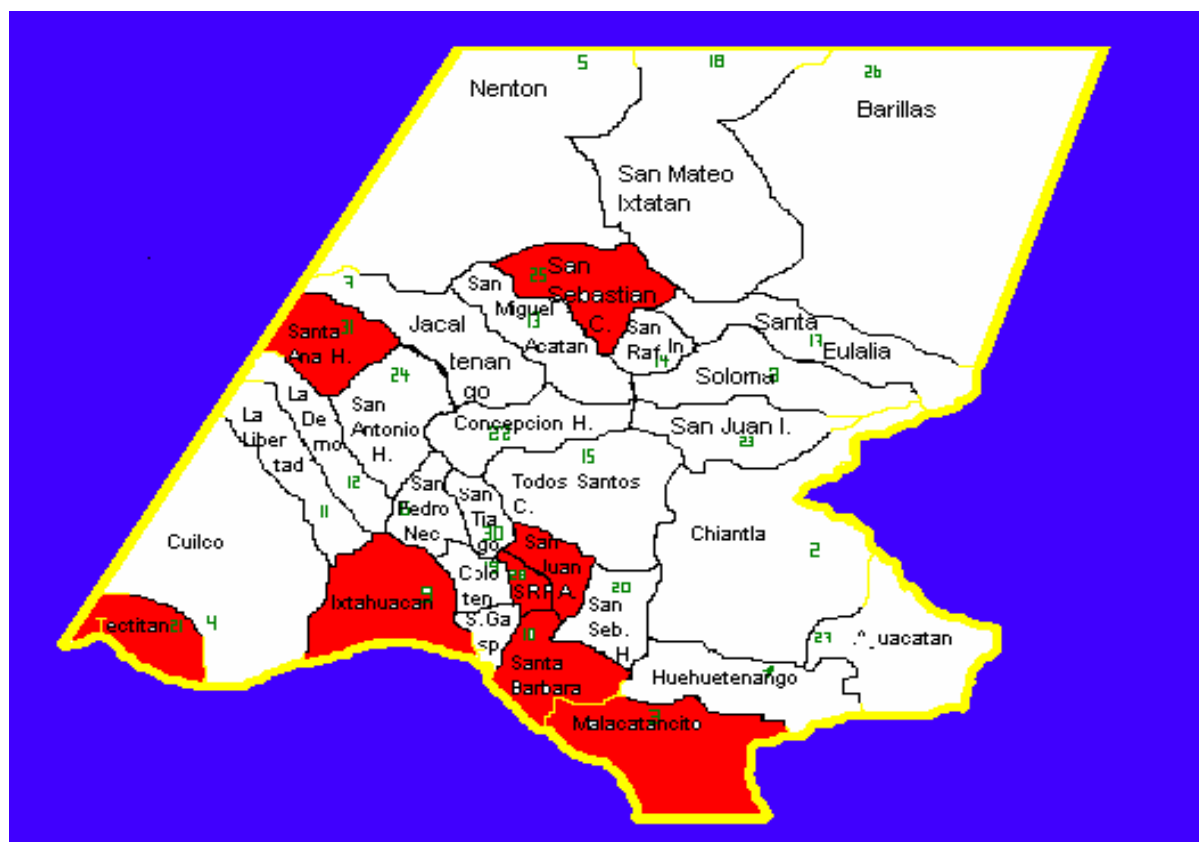 5
18
26
Nenton
Barillas
San Mateo
Ixtatan
25
San
Sebastian
C.
7
San
Miguel
13
Acatan
Jacal
tenan
go
Santa
31
Ana H.
San
Raf
In
14
Santa
17
Eulalia
Soloma
24
San
Antonio
H.
La
De
mo
12
La
Liber
tad
11
Concepcion H.
22
San Juan I.
23
15
Todos Santos
C.
San
Pedro
Nec
San
Tia
go
30
San
Juan
A.
19
Colo
ten
28
SRP
Chiantla
2
Cuilco
4
Ixtahuacan
20
San
Seb.
H
S.Ga
sp
10
Santa
Barbara
Tectitan
21
27
uacatan
Huehuetenango
Malacatancito